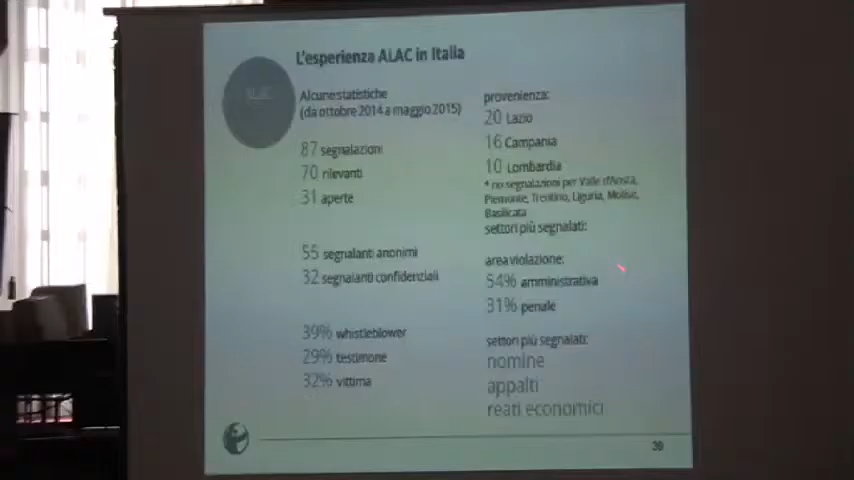 L'esperienza ALAC in Italia
ALAC
Alcune statistiche
(da ottobre 2014 a maggio 2015)
87 segnalazioni
70 rilevanti
31 aperte
55 segnalanti anonimi
32 segnalanti confidenziali
39% whistleblower
29% testimone
32% vittima
provenienza:
20 Lazio
16 Campania
10 Lombardia
* no segnalazioni per Valle d'Aosta,
Piemonte, Trentino, Liguria, Molise,
Basilicata
settori più segnalati:
area violazione:
54% amministrativa
31% penale
settori più segnalati:
nomine
appalti
reati economici
39